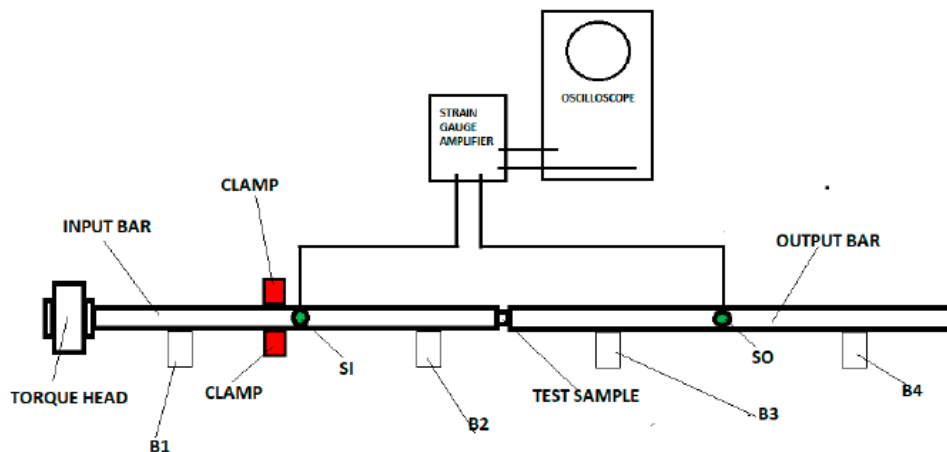 OSCILLOSCOPE
STRAIN
GAUGE
AMPLIFIER
CLAMP
INPUT BAR
OUTPUT BAR
SI
SO
TORQUE HEAD
CLAMP
TEST SAMPLE
B1
B2
B3
B4